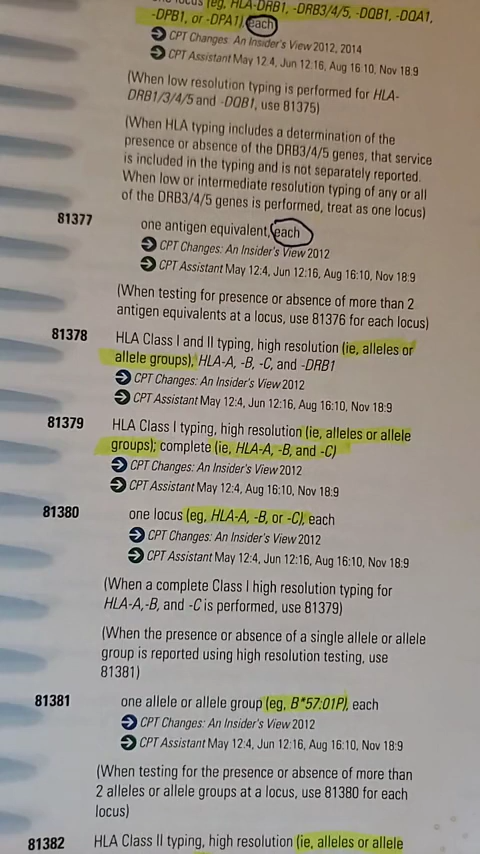 locus (eg, HLA-DRB1, -DRB3/4/5, -DQB1, -DQA1,
-DPB1, or -DPA1), each
CPT Changes: An Insider's View 2012, 2014
CPT Assistant May 12:4, Jun 12:16, Aug 16:10, Nov 18:9
(When low resolution typing is performed for HLA-
DRB1/3/4/5 and -DQB1, use 81375)
(When HLA typing includes a determination of the
presence or absence of the DRB3/4/5 genes, that service
is included in the typing and is not separately reported.
When low or intermediate resolution typing of any or all
of the DRB3/4/5 genes is performed, treat as one locus)
81377 one antigen equivalent, each
CPT Changes: An Insider's View 2012
CPT Assistant May 12:4, Jun 12:16, Aug 16:10, Nov 18:9
(When testing for presence or absence of more than 2
antigen equivalents at a locus, use 81376 for each locus)
81378 HLA Class I and II typing, high resolution (ie, alleles or
allele groups), HLA-A, -B, -C, and -DRB1
CPT Changes: An Insider's View 2012
CPT Assistant May 12:4, Jun 12:16, Aug 16:10, Nov 18:9
81379 HLA Class I typing, high resolution (ie, alleles or allele
groups); complete (ie, HLA-A, -B, and -C)
CPT Changes: An Insider's View 2012
CPT Assistant May 12:4, Aug 16:10, Nov 18:9
81380 one locus (eg, HLA-A, -B, or -C), each
CPT Changes: An Insider's View 2012
CPT Assistant May 12:4, Jun 12:16, Aug 16:10, Nov 18:9
(When a complete Class I high resolution typing for
HLA-A,-B, and -C is performed, use 81379)
(When the presence or absence of a single allele or allele
group is reported using high resolution testing, use
81381)
81381 one allele or allele group (eg, B*57:01P), each
CPT Changes: An Insider's View 2012
CPT Assistant May 12:4, Jun 12:16, Aug 16:10, Nov 18:9
(When testing for the presence or absence of more than
2 alleles or allele groups at a locus, use 81380 for each
locus)
81382 HLA Class II typing, high resolution (ie, alleles or allele